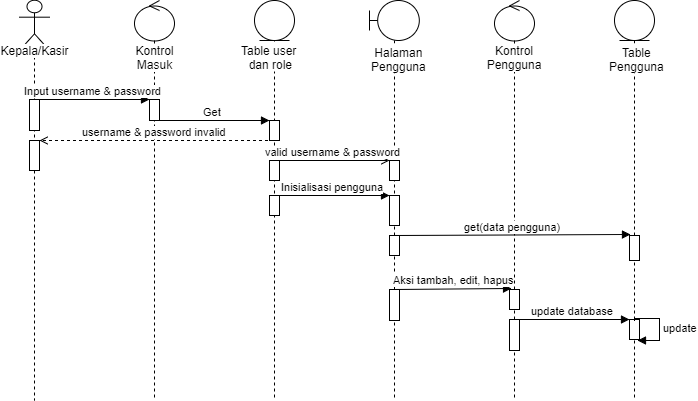 Kepala/Kasir
Kontrol
Masuk
Table user
dan role
Halaman
Pengguna
Kontrol
Pengguna
Table
Pengguna
Input username & password
Get
username & password invalid
valid username & password
Inisialisasi pengguna
get(data pengguna)
Aksi tambah, edit, hapus
update database
update